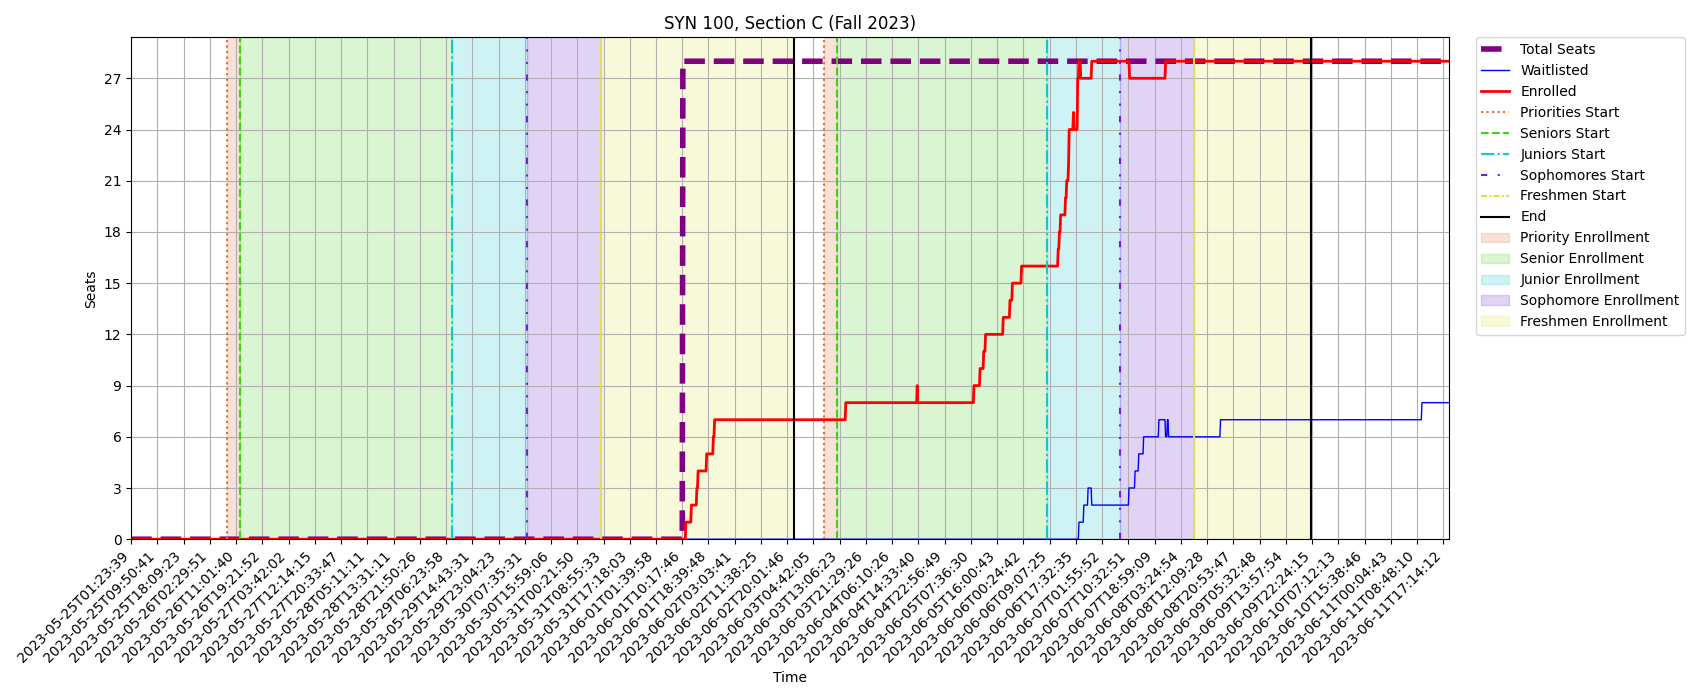 SYN 100, Section C (Fall 2023)
Seats
27
24
21
18
15
12
9
6
3
0
2023-05-25T01:23:39
2023-05-25T09:50:41
2023-05-25T18:09:23
2023-05-26T02:29:51
2023-05-26T11:01:40
2023-05-26T19:21:52
2023-05-27T03:42:02
2023-05-27T12:14:15
2023-05-27T20:33:47
2023-05-28T05:11:11
2023-05-28T13:31:11
2023-05-28T21:50:26
2023-05-29T06:23:58
2023-05-29T14:43:31
2023-05-29T23:04:23
2023-05-30T07:35:31
2023-05-30T15:59:06
2023-05-31T00:21:50
2023-05-31T08:55:33
2023-05-31T17:18:03
2023-06-01T01:39:58
2023-06-01T10:17:46
2023-06-01T18:39:48
2023-06-02T03:03:41
2023-06-02T11:38:25
2023-06-02T20:01:46
2023-06-03T04:42:05
2023-06-03T13:06:23
2023-06-03T21:29:26
2023-06-04T06:10:26
2023-06-04T14:33:40
2023-06-04T22:56:49
2023-06-05T07:36:30
2023-06-05T16:00:43
2023-06-06T00:24:42
2023-06-06T09:07:25
2023-06-06T17:32:35
2023-06-07T01:55:52
2023-06-07T10:32:51
2023-06-07T18:59:09
2023-06-08T03:24:54
2023-06-08T12:09:28
2023-06-08T20:53:47
2023-06-09T05:32:48
2023-06-09T13:57:54
2023-06-09T22:24:15
2023-06-10T07:12:13
2023-06-10T15:38:46
2023-06-11T00:04:43
2023-06-11T08:48:10
2023-06-11T17:14:12
Time
Total Seats
Waitlisted
Enrolled
Priorities Start
Seniors Start
Juniors Start
Sophomores Start
Freshmen Start
End
Priority Enrollment
Senior Enrollment
Junior Enrollment
Sophomore Enrollment
Freshmen Enrollment